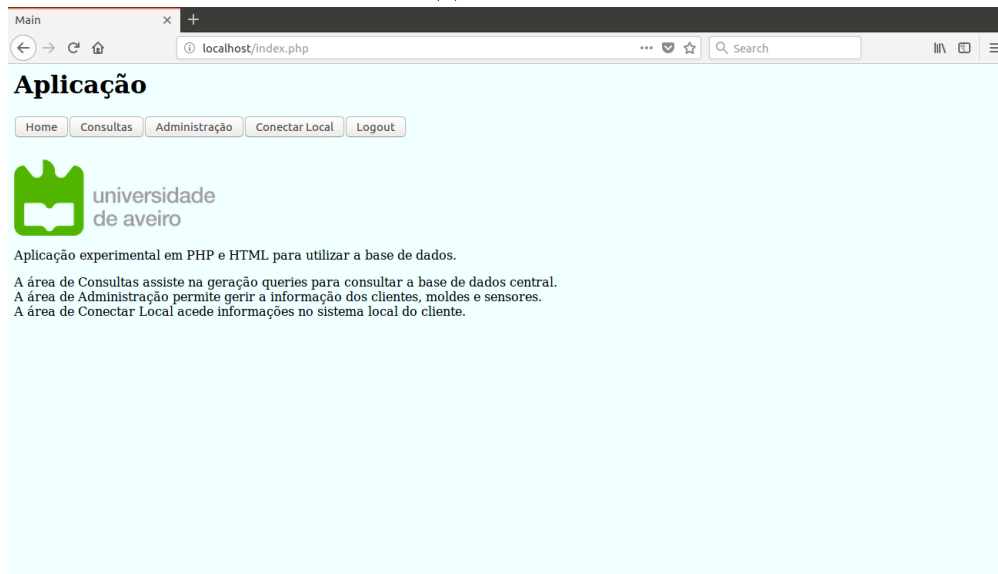 Main
localhost/index.php
Search
Aplicação
Home Consultas Administração Conectar Local Logout
universidade
de aveiro
Aplicação experimental em PHP e HTML para utilizar a base de dados.
A área de Consultas assiste na geração queries para consultar a base de dados central.
A área de Administração permite gerir a informação dos clientes, moldes e sensores.
A área de Conectar Local acede informações no sistema local do cliente.